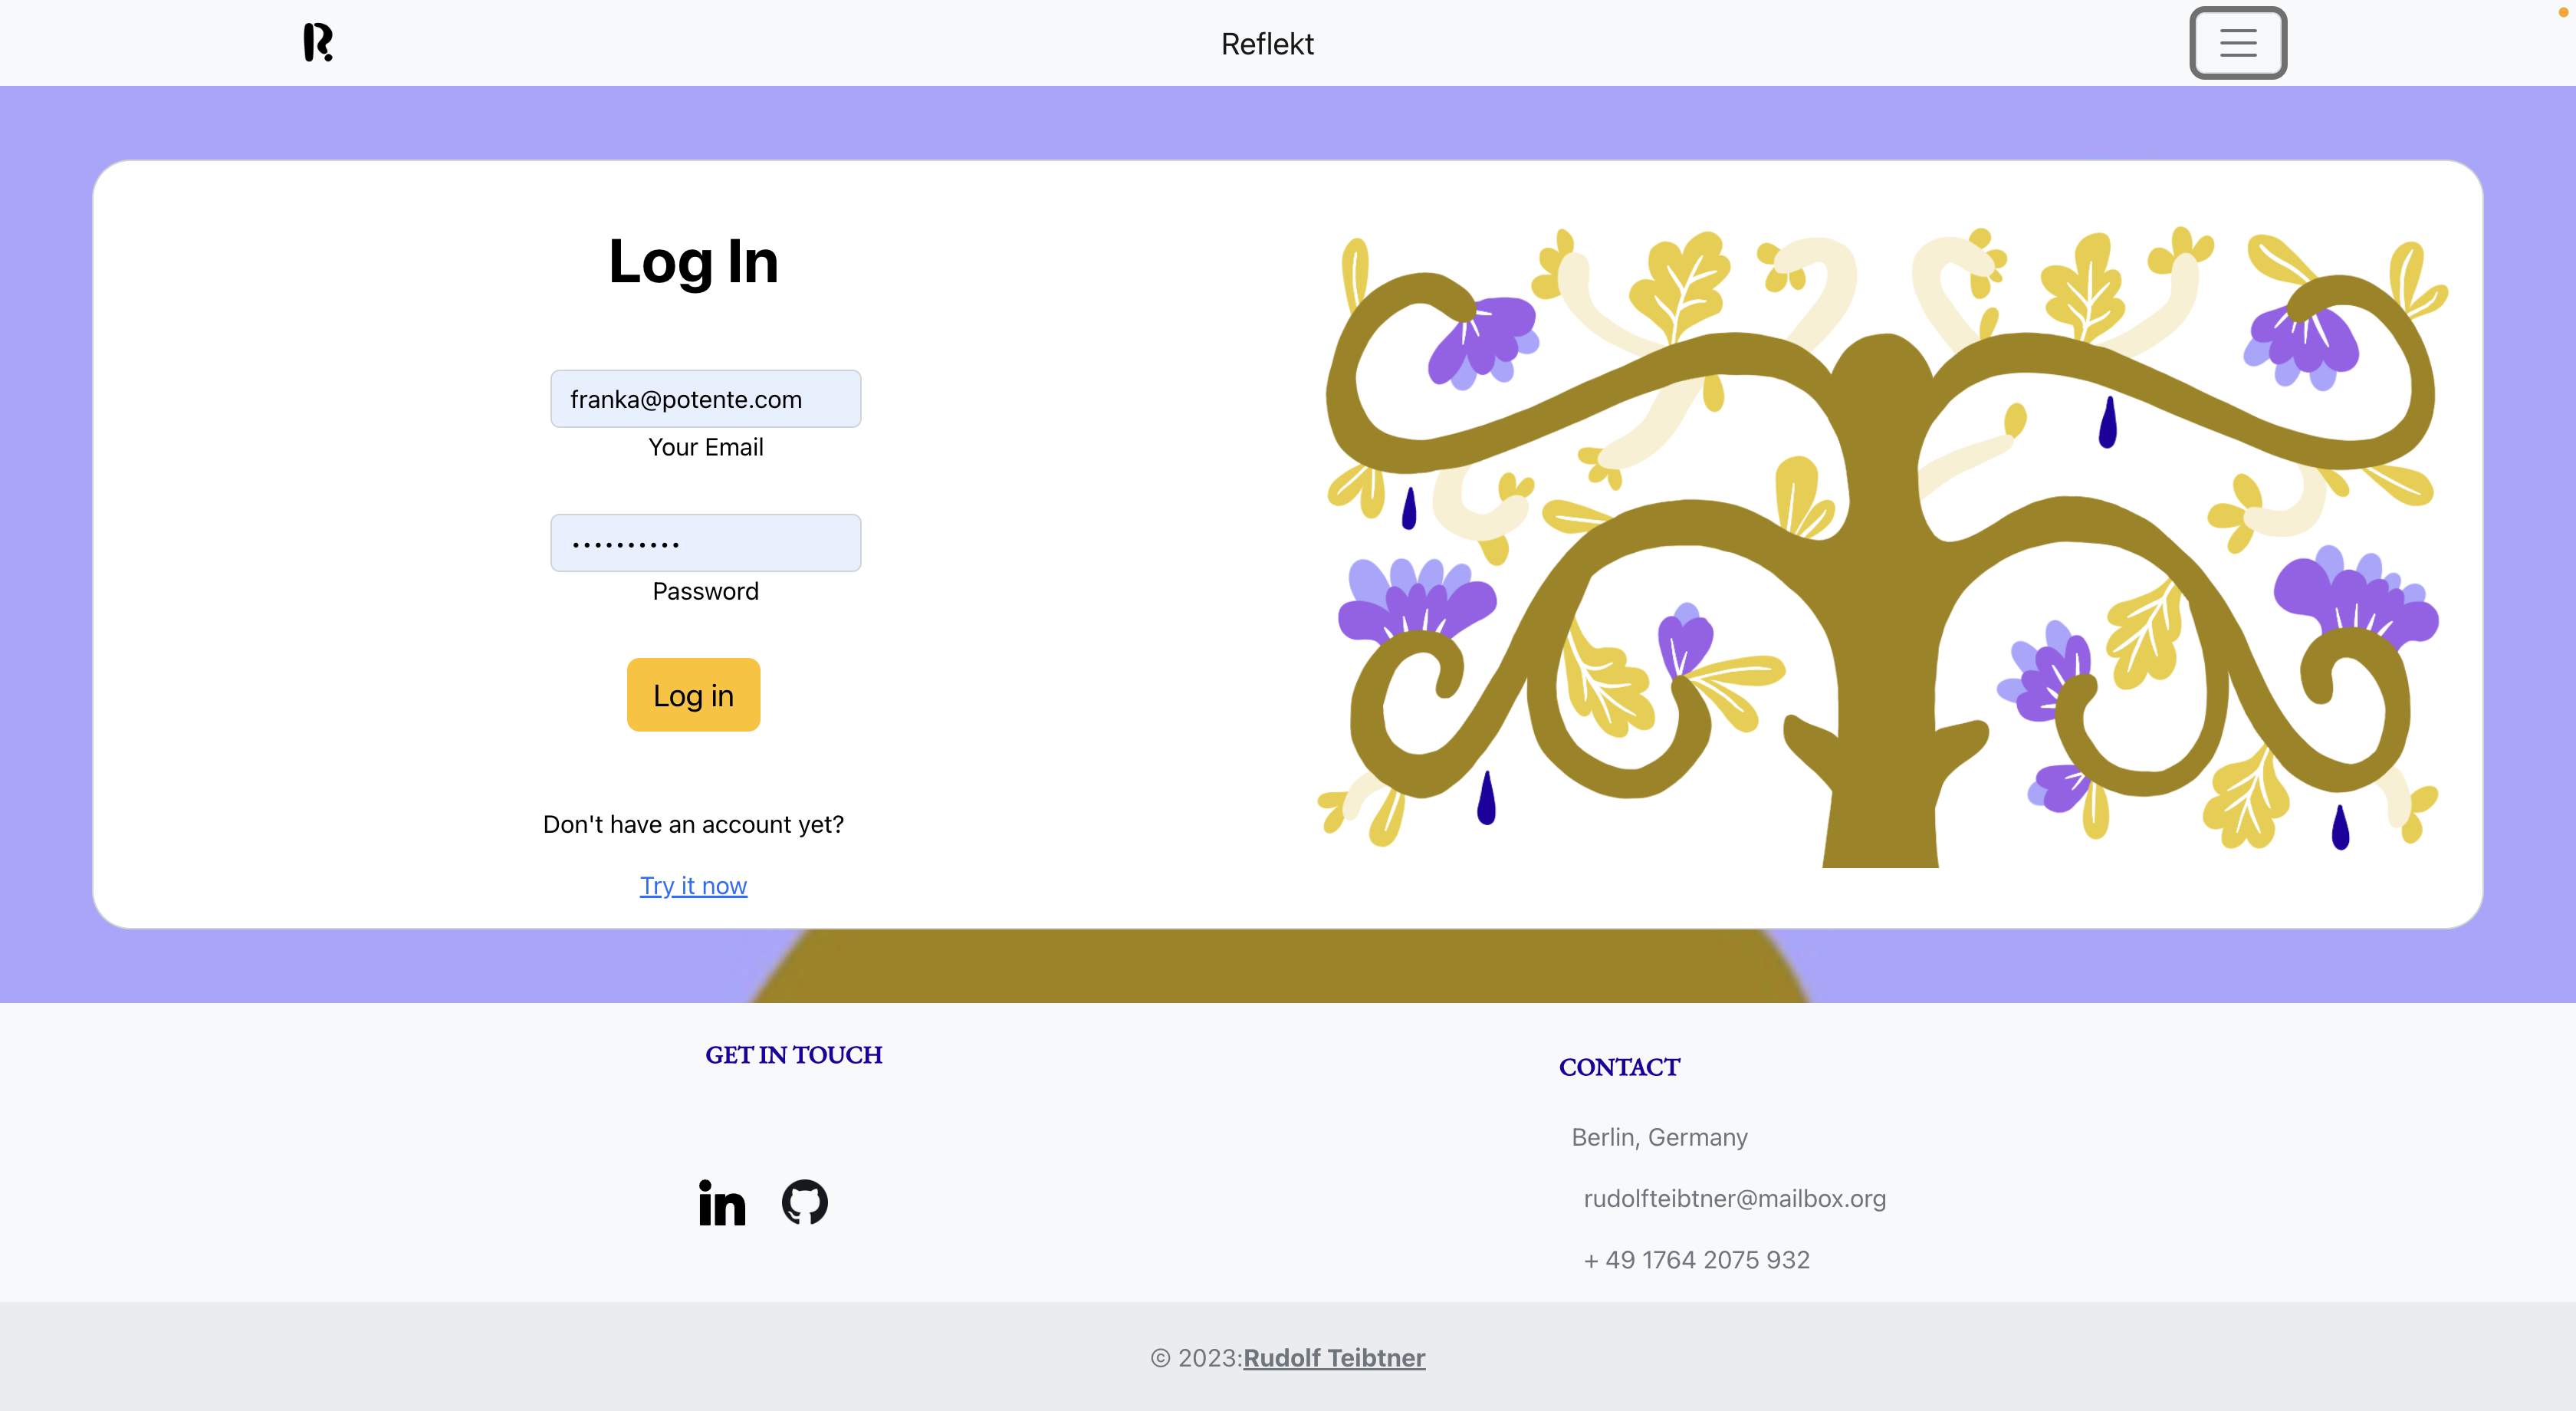 R.
Reflekt
Log In
franka@potente.com
Your Email
••••••••••
Password
Log in
Don't have an account yet?
Try it now
GET IN TOUCH
in
CONTACT
Berlin, Germany
rudolfteibtner@mailbox.org
+ 49 1764 2075 932
© 2023:Rudolf Teibtner